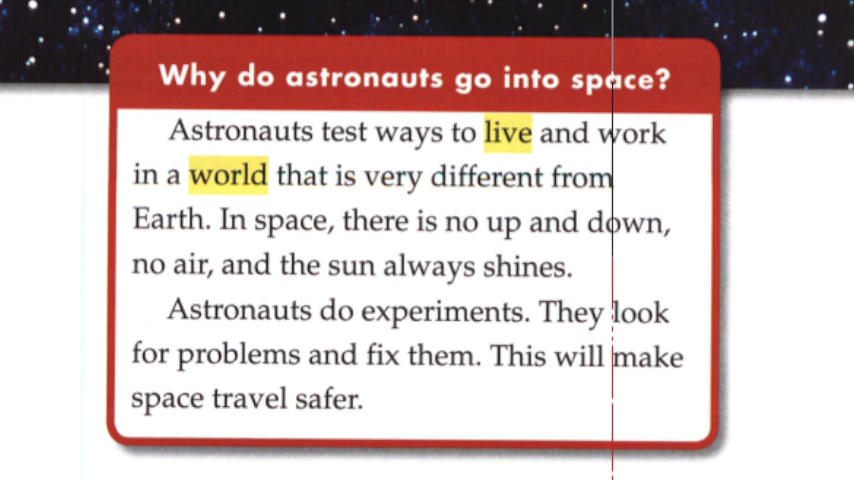 Why do astronauts go into space?
Astronauts test ways to live and work
in a world that is very different from
Earth. In space, there is no up and down,
no air, and the sun always shines.
Astronauts do experiments. They look
for problems and fix them. This will make
space travel safer.